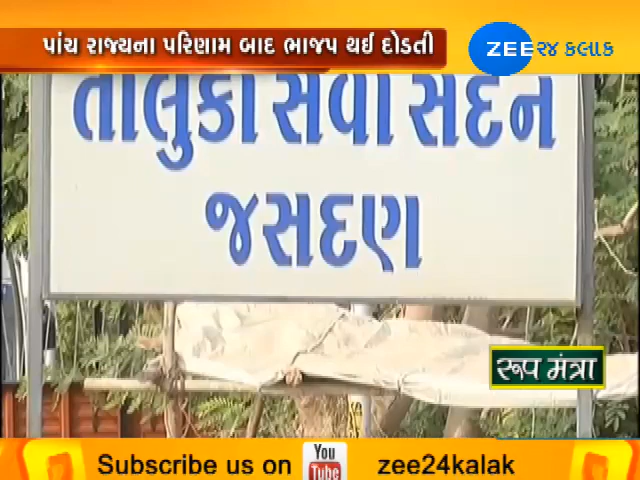 પાંચ રાજ્યના પરિણામ બાદ ભાજપ થઈ દોડતી
ZEE ૨૪ કલાક
તાલુકા સેવા સદન
જસદણ
રૂપ મંત્રા
Subscribe us on You Tube zee24kalak